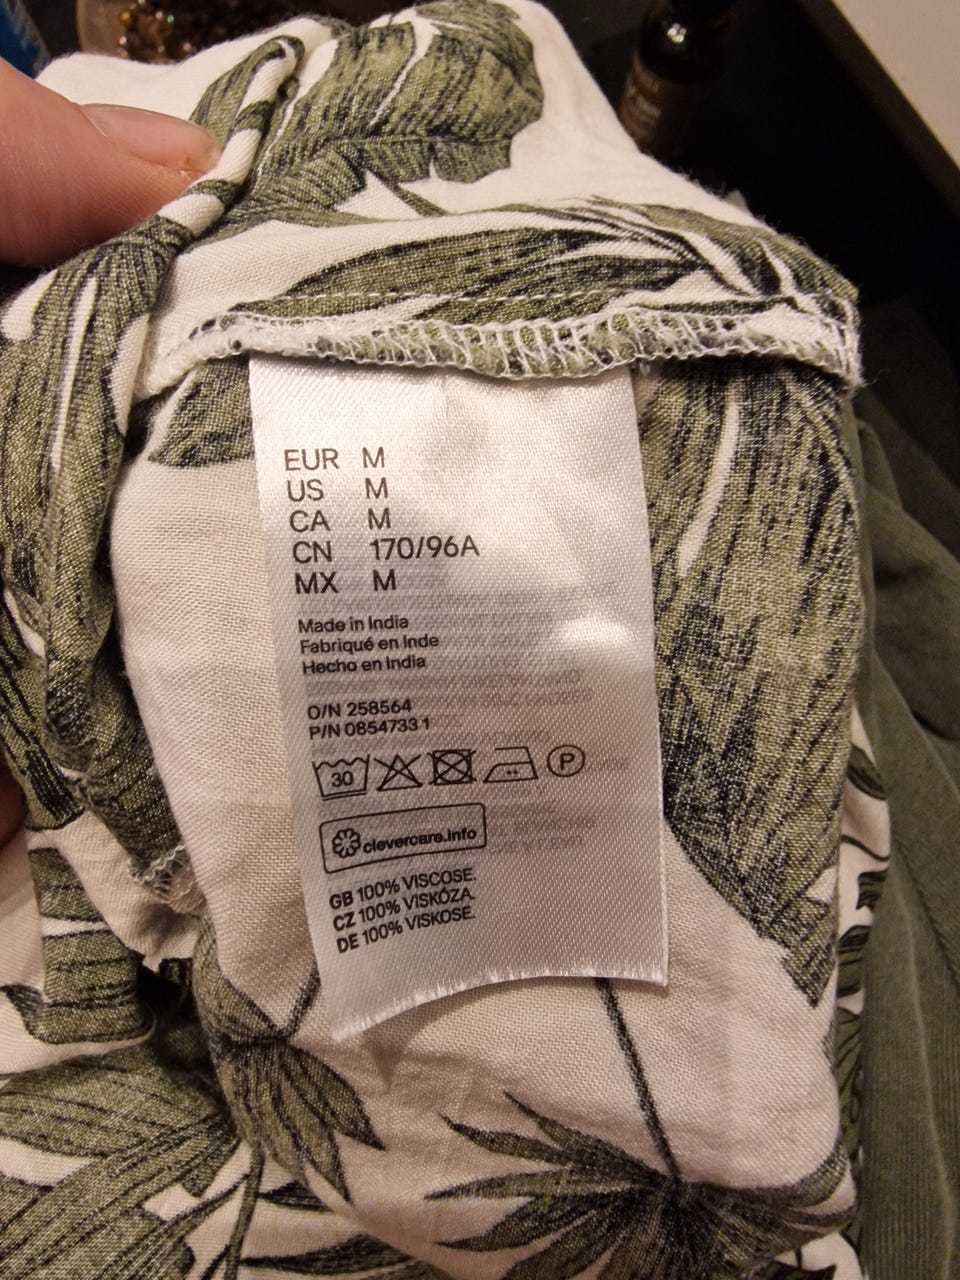 EUR M
US M
CA M
CN 170/96A
MX M
Made in India
Fabriqué en Inde
Hecho en India
O/N 258564
P/N 0854733 1
30
P
clevercare.info
GB 100% VISCOSE.
CZ 100% VISKÓZA.
DE 100% VISKOSE.